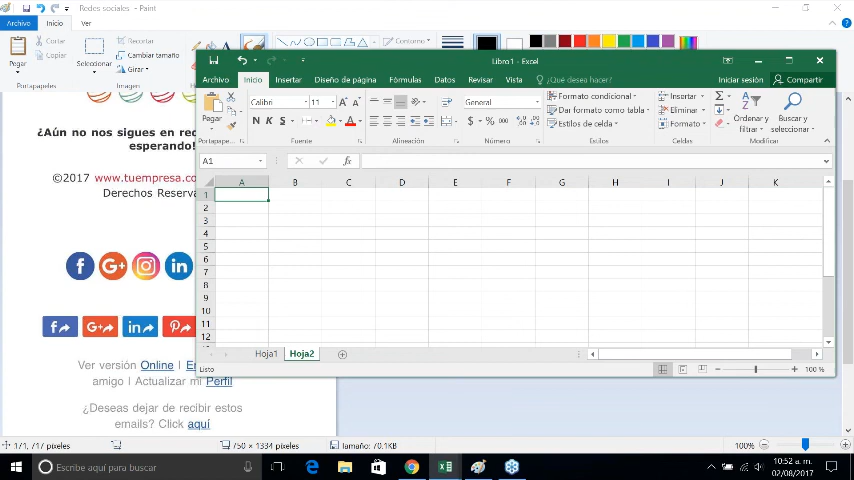 Redes sociales - Paint
Archivo Inicio Ver
Pegar
Cortar
Copiar
Portapapeles
Seleccionar
Recortar
Cambiar tamaño
Girar
Imagen
Contorno
Libro1 - Excel
Archivo Inicio Insertar Diseño de página Fórmulas Datos Revisar Vista ¿Qué desea hacer? Iniciar sesión Compartir
Pegar
Portapape...
Calibri 11
N K S
Fuente
Alineación
General
$ % 000
Número
Formato condicional
Dar formato como tabla
Estilos de celda
Estilos
Insertar
Eliminar
Formato
Celdas
Ordenar y
filtrar
Buscar y
seleccionar
Modificar
A1
fx
A B C D E F G H I J K
1
2
3
4
5
6
7
8
9
10
11
12
Hoja1 Hoja2
Listo
100 %
¿Aún no nos sigues en red
esperando!
©2017 www.tuempresa.co
Derechos Reserva
Ver versión Online | En
amigo | Actualizar mi Perfil
¿Deseas dejar de recibir estos
emails? Click aquí
171, 717 píxeles
750 × 1334 píxeles
Tamaño: 70.1KB
100%
Escribe aquí para buscar
10:52 a. m.
02/08/2017